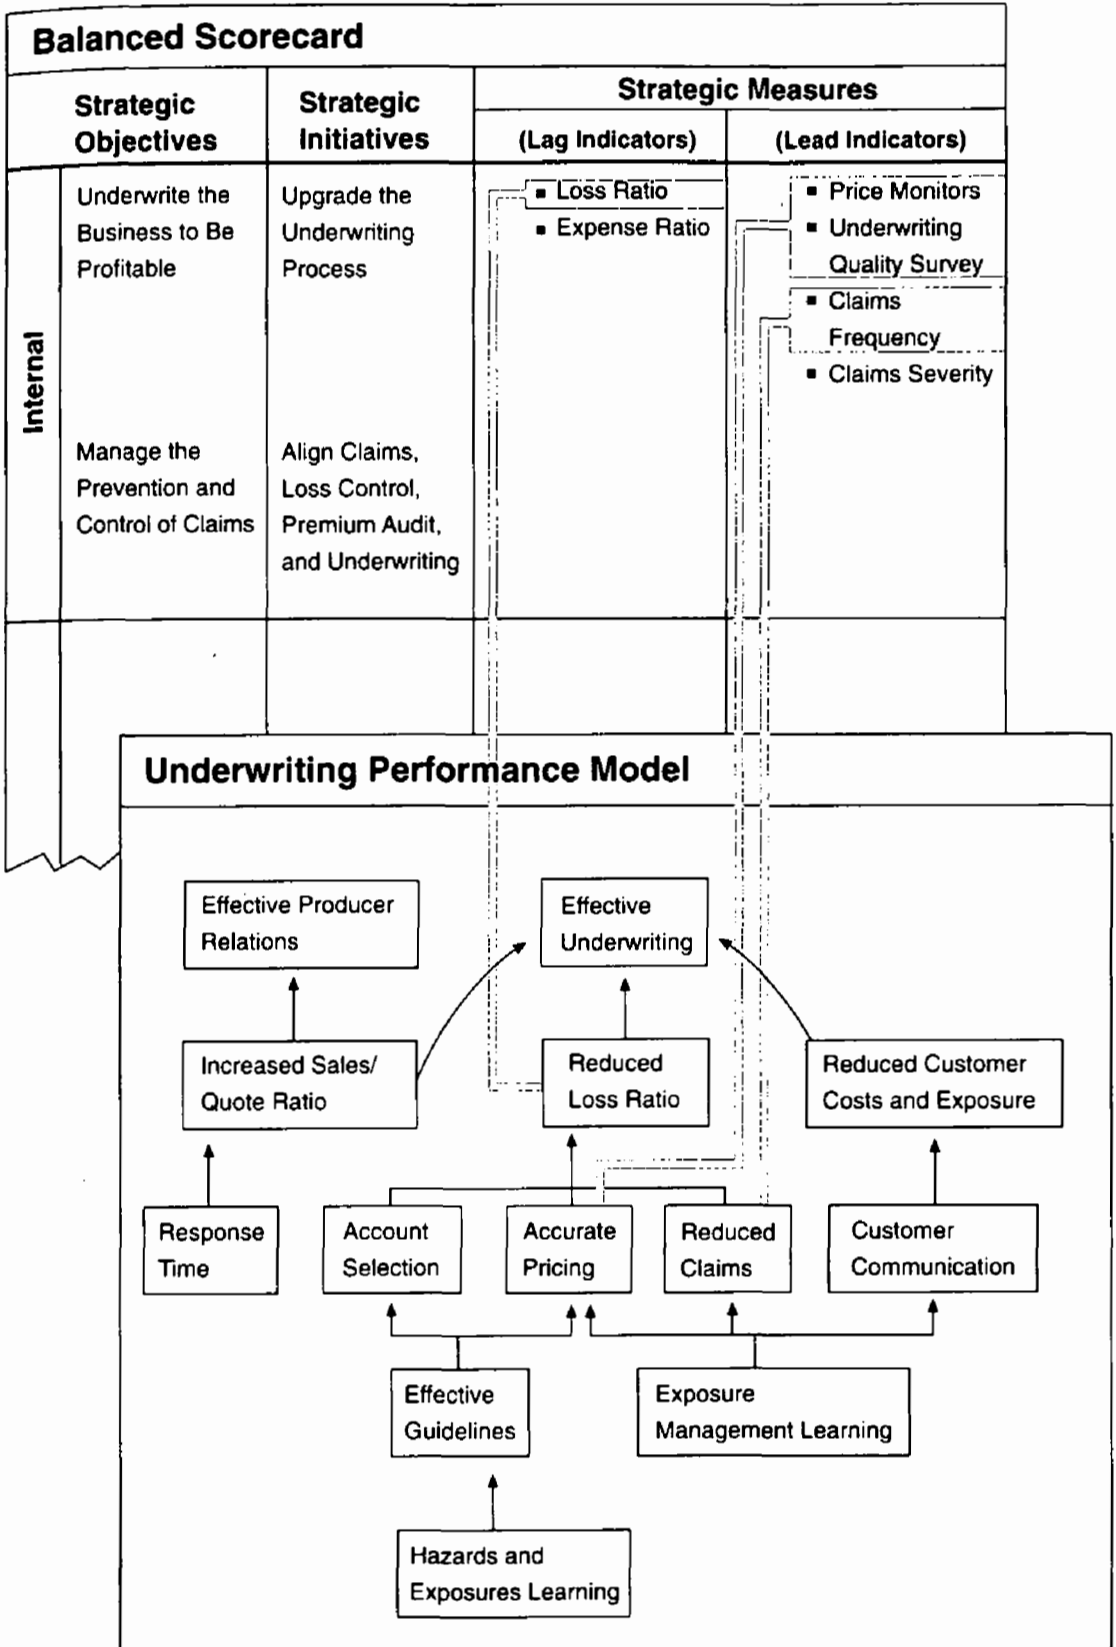 Balanced Scorecard
Strategic
Objectives
Strategic
Initiatives
Strategic Measures
(Lag Indicators)
(Lead Indicators)
Internal
Underwrite the
Business to Be
Profitable
Upgrade the
Underwriting
Process
▪ Loss Ratio
▪ Expense Ratio
▪ Price Monitors
▪ Underwriting
Quality Survey
▪ Claims
Frequency
▪ Claims Severity
Manage the
Prevention and
Control of Claims
Align Claims,
Loss Control,
Premium Audit,
and Underwriting
Underwriting Performance Model
Effective Producer
Relations
Effective
Underwriting
Increased Sales/
Quote Ratio
Reduced
Loss Ratio
Reduced Customer
Costs and Exposure
Response
Time
Account
Selection
Accurate
Pricing
Reduced
Claims
Customer
Communication
Effective
Guidelines
Exposure
Management Learning
Hazards and
Exposures Learning